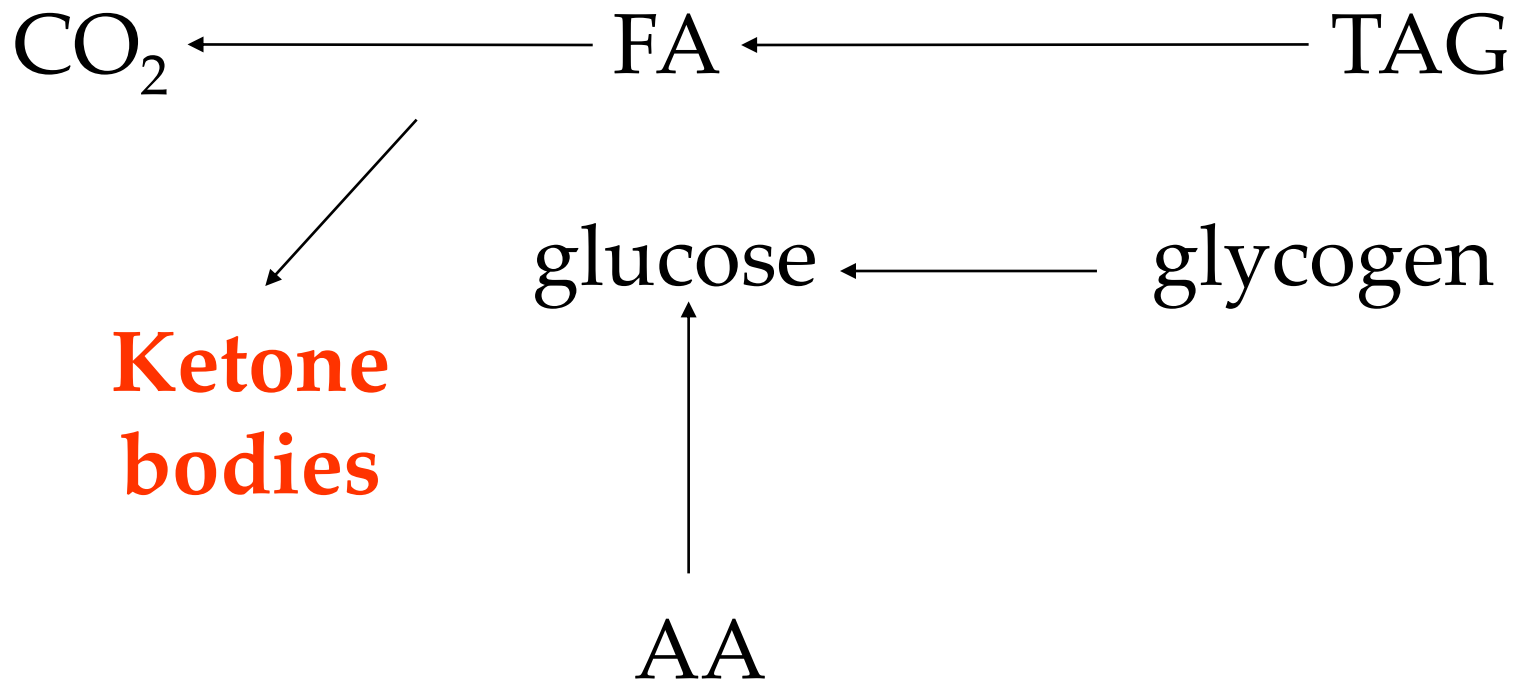 CO₂ FA TAG
glucose glycogen
Ketone
bodies
AA